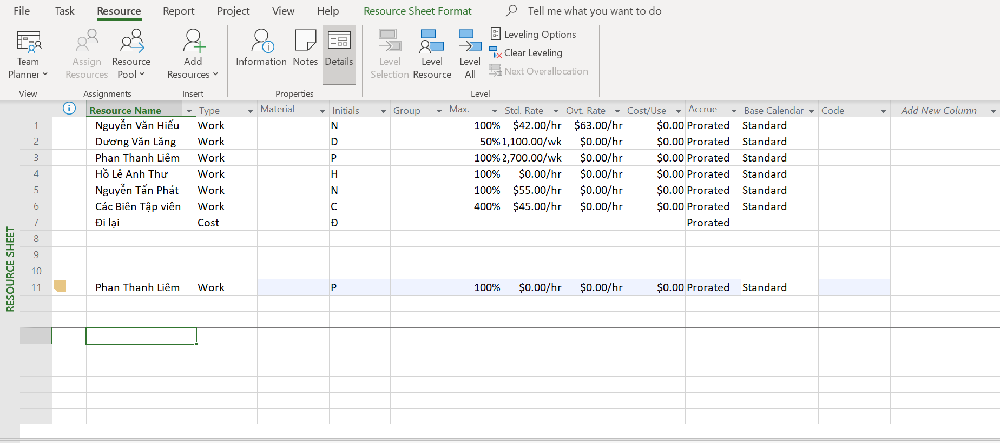 File Task Resource Report Project View Help Resource Sheet Format Tell me what you want to do
Team Planner
Assign Resources
Resource Pool
Add Resources
Information
Notes
Details
Level Selection
Level Resource
Level All
Leveling Options
Clear Leveling
Next Overallocation
View Assignments Insert Properties Level
Resource Name Type Material Initials Group Max. Std. Rate Ovt. Rate Cost/Use Accrue Base Calendar Code Add New Column
1 Nguyễn Văn Hiếu Work N 100% $42.00/hr $63.00/hr $0.00 Prorated Standard
2 Dương Văn Lăng Work D 50% 1,100.00/wk $0.00/hr $0.00 Prorated Standard
3 Phan Thanh Liêm Work P 100% 2,700.00/wk $0.00/hr $0.00 Prorated Standard
4 Hồ Lê Anh Thư Work H 100% $0.00/hr $0.00/hr $0.00 Prorated Standard
5 Nguyễn Tấn Phát Work N 100% $55.00/hr $0.00/hr $0.00 Prorated Standard
6 Các Biên Tập viên Work C 400% $45.00/hr $0.00/hr $0.00 Prorated Standard
7 Đi lại Cost Đ Prorated
8
9
10
11 Phan Thanh Liêm Work P 100% $0.00/hr $0.00/hr $0.00 Prorated Standard
RESOURCE SHEET